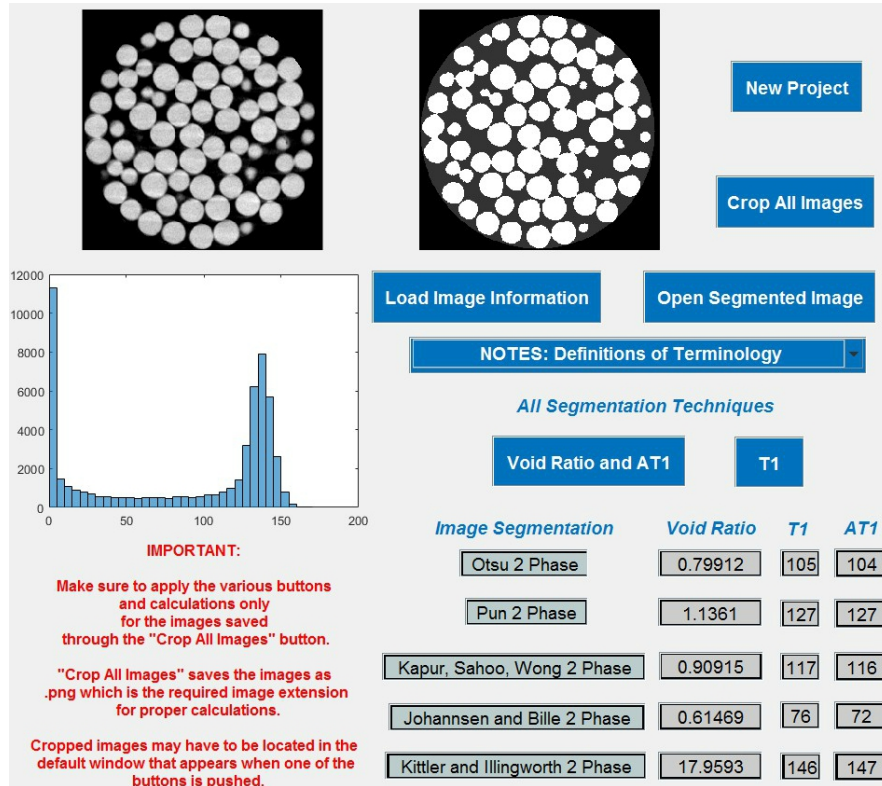 New Project
Crop All Images
Load Image Information
Open Segmented Image
NOTES: Definitions of Terminology
All Segmentation Techniques
Void Ratio and AT1
T1
12000
10000
8000
6000
4000
2000
0
0
50
100
150
200
IMPORTANT:
Make sure to apply the various buttons
and calculations only
for the images saved
through the "Crop All Images" button.
"Crop All Images" saves the images as
.png which is the required image extension
for proper calculations.
Cropped images may have to be located in the
default window that appears when one of the
buttons is pushed.
Image Segmentation Void Ratio T1 AT1
Otsu 2 Phase 0.79912 105 104
Pun 2 Phase 1.1361 127 127
Kapur, Sahoo, Wong 2 Phase 0.90915 117 116
Johannsen and Bille 2 Phase 0.61469 76 72
Kittler and Illingworth 2 Phase 17.9593 146 147